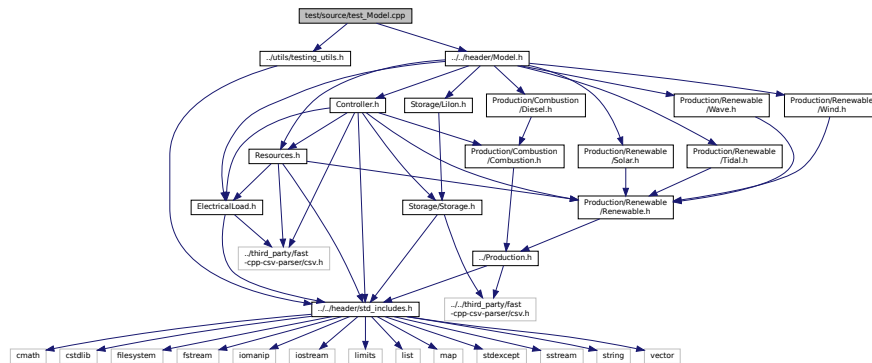 test/source/test_Model.cpp
../utils/testing_utils.h
../../header/Model.h
Controller.h
Storage/LiIon.h
Production/Combustion
/Diesel.h
Production/Renewable
/Wave.h
Production/Renewable
/Wind.h
Resources.h
Production/Combustion
/Combustion.h
Production/Renewable
/Solar.h
Production/Renewable
/Tidal.h
ElectricalLoad.h
Storage/Storage.h
Production/Renewable
/Renewable.h
../third_party/fast
-cpp-csv-parser/csv.h
../Production.h
../../header/std_includes.h
../../third_party/fast
-cpp-csv-parser/csv.h
cmath
cstdlib
filesystem
fstream
iomanip
iostream
limits
list
map
stdexcept
sstream
string
vector